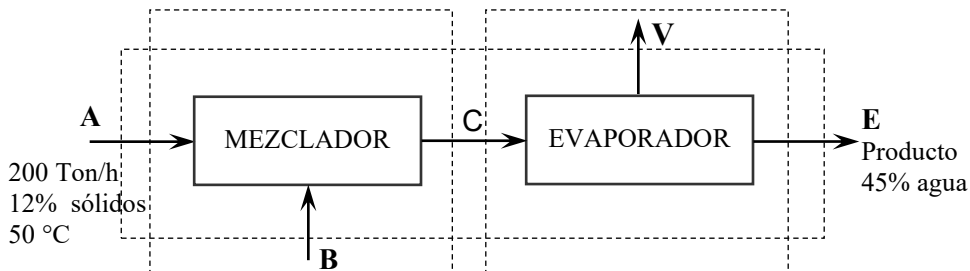 A
200 Ton/h
12% sólidos
50 °C
MEZCLADOR
B
C
V
EVAPORADOR
E
Producto
45% agua